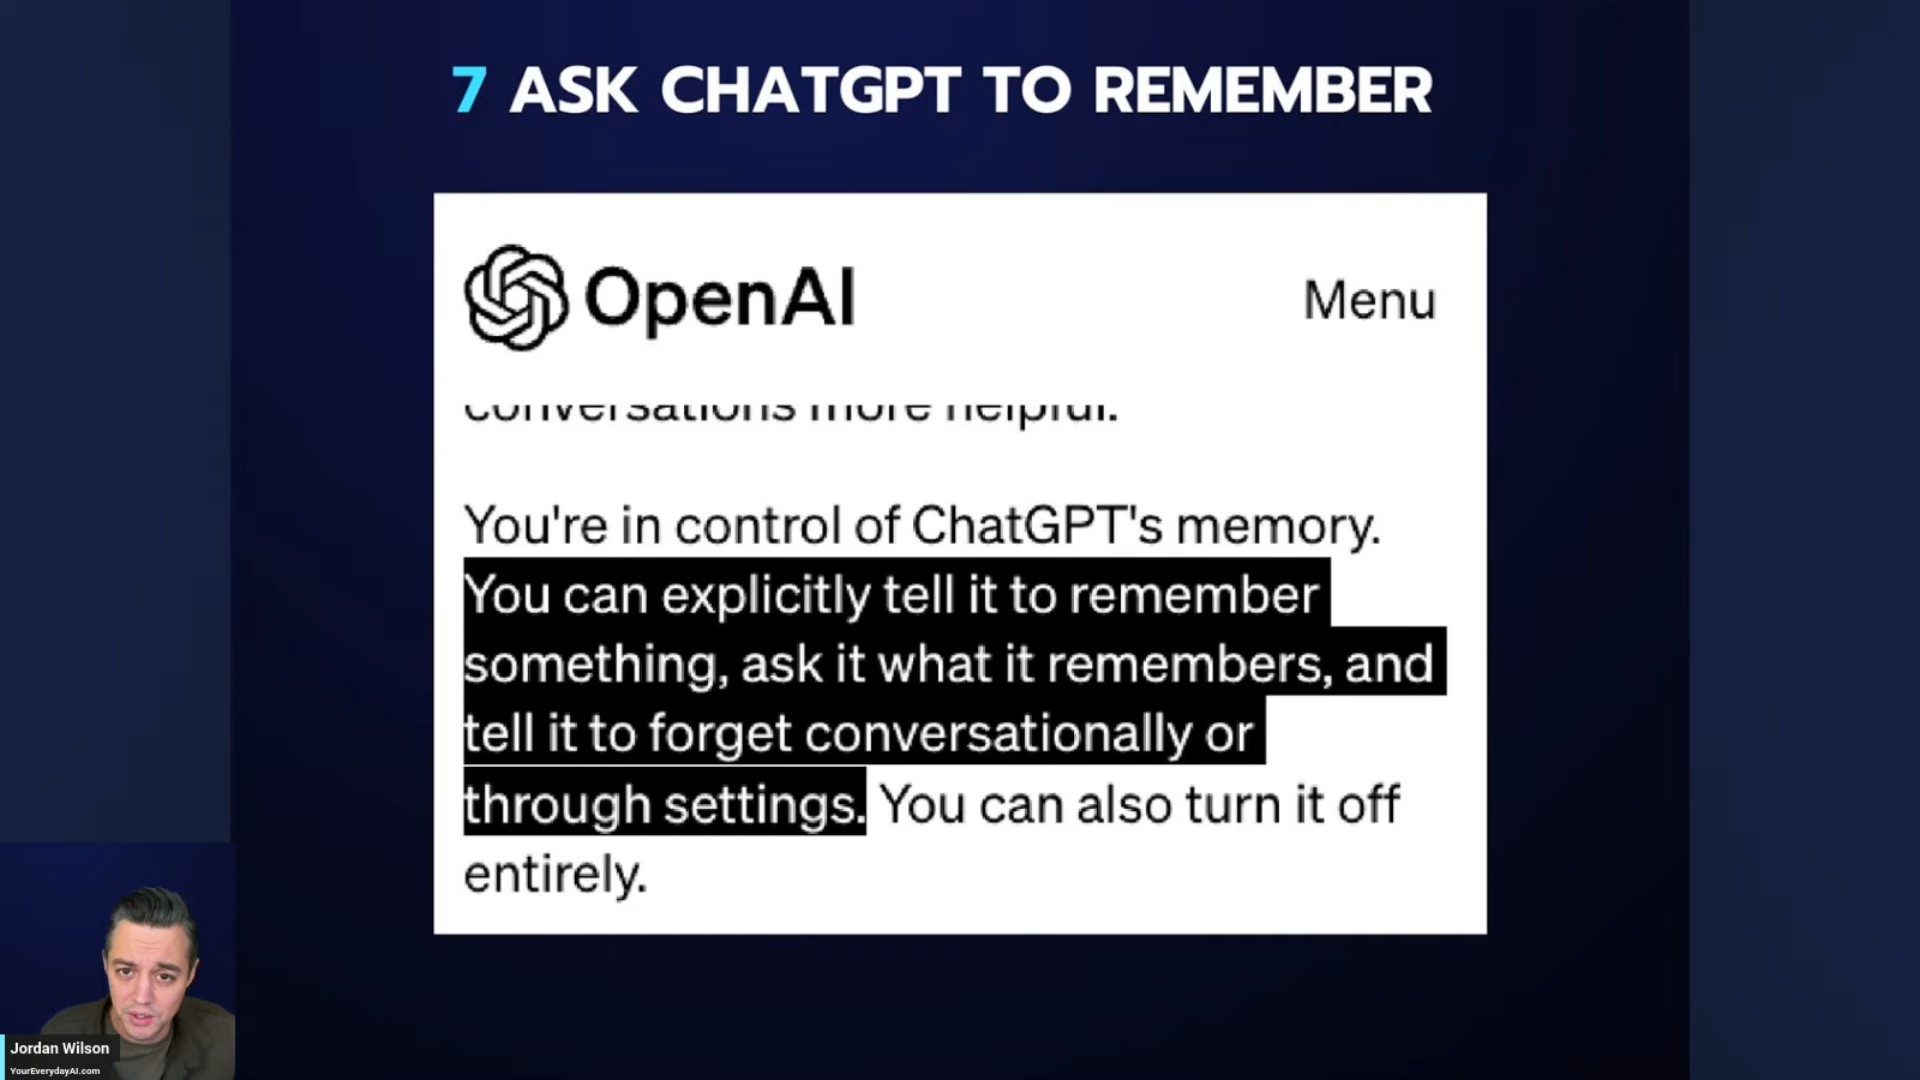 7 ASK CHATGPT TO REMEMBER
OpenAI
Menu
conversations more helpful.
You're in control of ChatGPT's memory.
You can explicitly tell it to remember
something, ask it what it remembers, and
tell it to forget conversationally or
through settings. You can also turn it off
entirely.
Jordan Wilson
YourEverydayAI.com